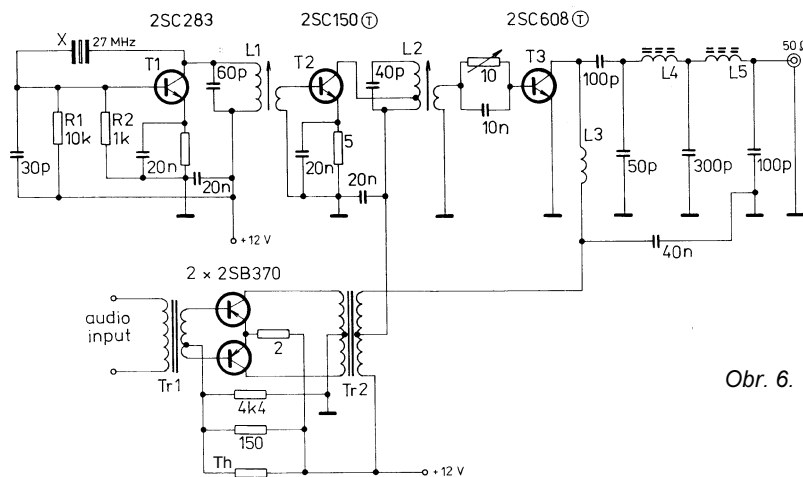 2SC283
2SC150 Ⓣ
2SC608 Ⓣ
X
27 MHz
T1
60p
L1
T2
40p
L2
10
T3
10n
100p
L4
L5
50 Ω
R1
10k
R2
1k
30p
20n
20n
5
20n
20n
L3
50p
300p
100p
+12 V
40n
2 × 2SB370
audio
input
2
Tr1
Tr2
4k4
150
Th
+12 V
Obr. 6.